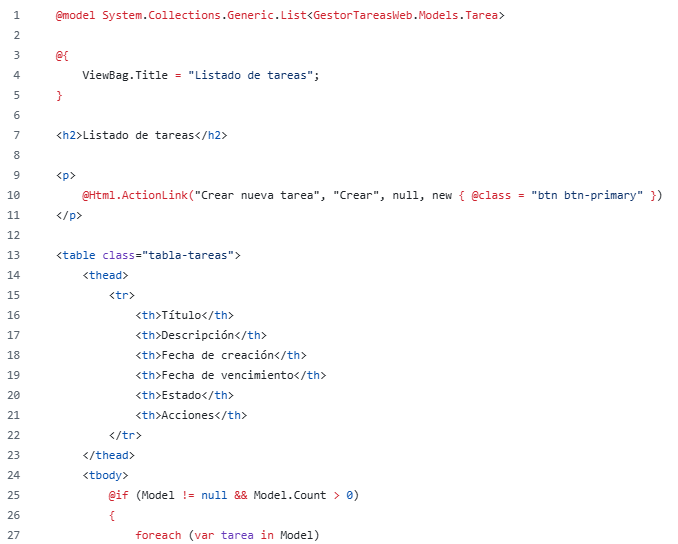 1 @model System.Collections.Generic.List<GestorTareasWeb.Models.Tarea>
2
3 @{
4     ViewBag.Title = "Listado de tareas";
5 }
6
7 <h2>Listado de tareas</h2>
8
9 <p>
10     @Html.ActionLink("Crear nueva tarea", "Crear", null, new { @class = "btn btn-primary" })
11 </p>
12
13 <table class="tabla-tareas">
14     <thead>
15         <tr>
16             <th>Título</th>
17             <th>Descripción</th>
18             <th>Fecha de creación</th>
19             <th>Fecha de vencimiento</th>
20             <th>Estado</th>
21             <th>Acciones</th>
22         </tr>
23     </thead>
24     <tbody>
25         @if (Model != null && Model.Count > 0)
26         {
27             foreach (var tarea in Model)